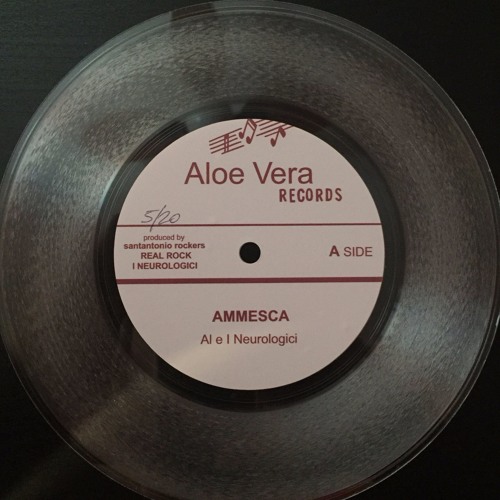 Aloe Vera
RECORDS
5/20
produced by
santantonio rockers
REAL ROCK
I NEUROLOGICI
A SIDE
AMMESCA
Al e I Neurologici